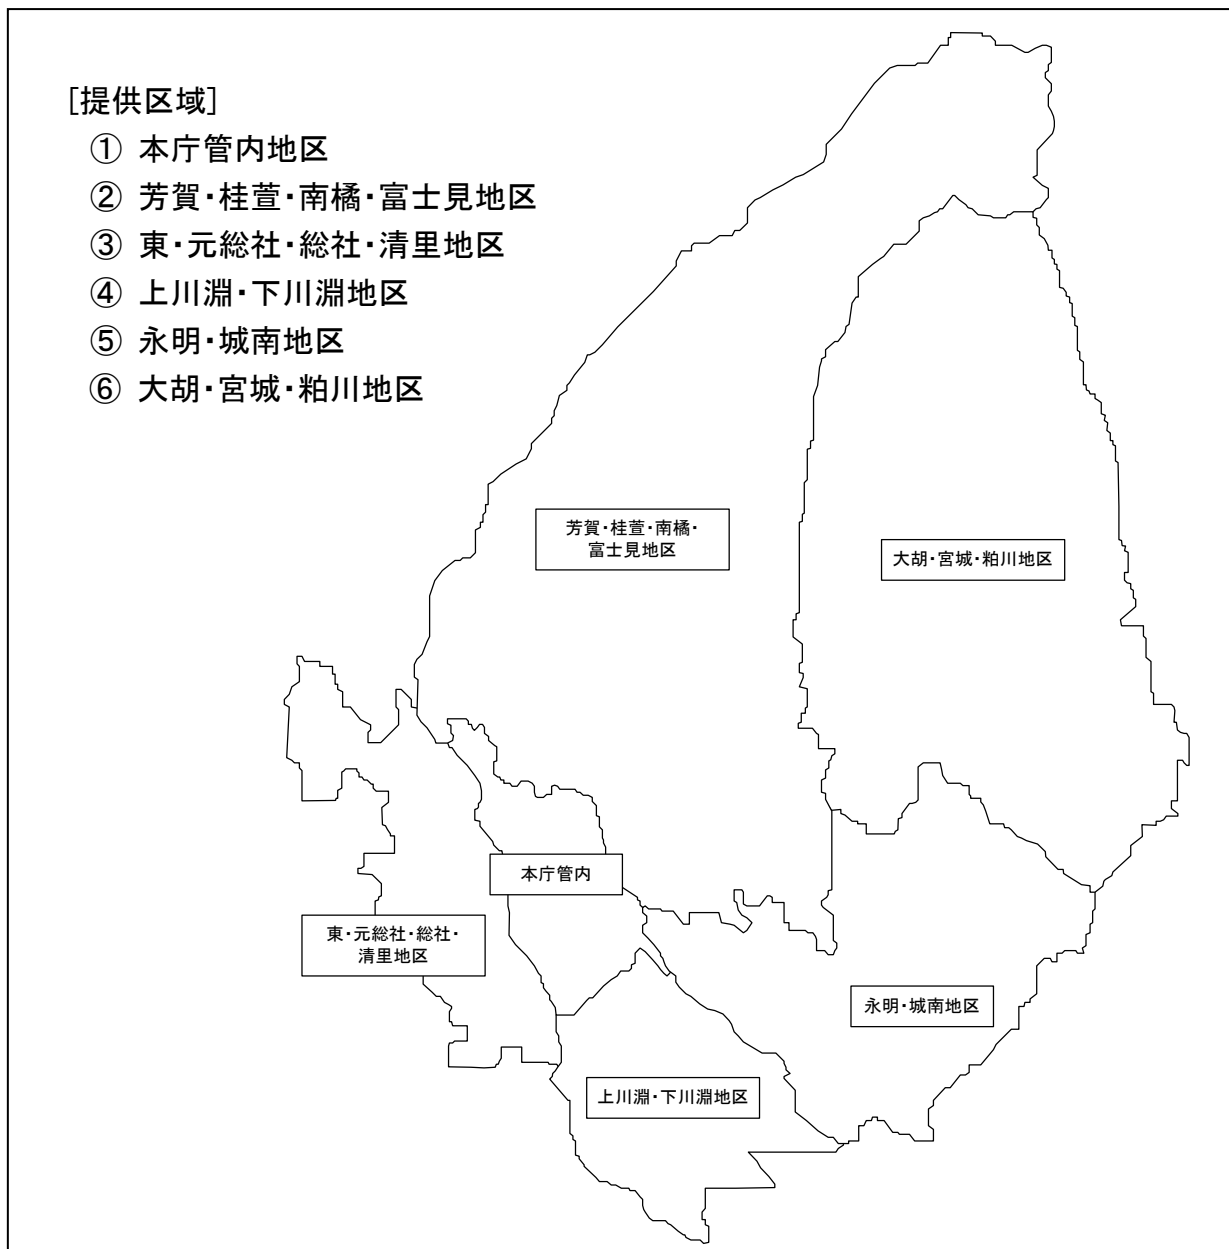 [提供区域]
① 本庁管内地区
② 芳賀・桂萱・南橘・富士見地区
③ 東・元総社・総社・清里地区
④ 上川淵・下川淵地区
⑤ 永明・城南地区
⑥ 大胡・宮城・粕川地区
芳賀・桂萱・南橘・
富士見地区
大胡・宮城・粕川地区
本庁管内
東・元総社・総社・
清里地区
永明・城南地区
上川淵・下川淵地区